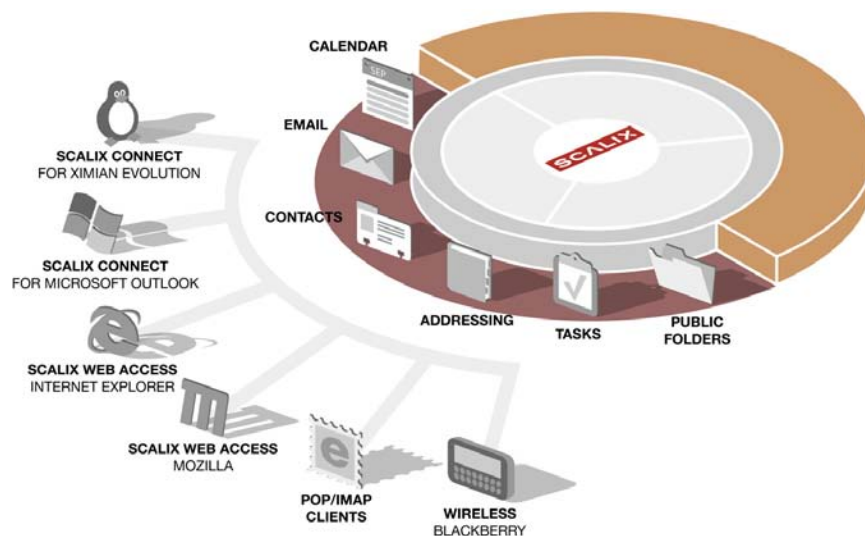 CALENDAR
SEP
EMAIL
SCALIX
SCALIX CONNECT
FOR XIMIAN EVOLUTION
CONTACTS
SCALIX CONNECT
FOR MICROSOFT OUTLOOK
ADDRESSING
TASKS
PUBLIC
FOLDERS
SCALIX WEB ACCESS
INTERNET EXPLORER
SCALIX WEB ACCESS
MOZILLA
POP/IMAP
CLIENTS
WIRELESS
BLACKBERRY